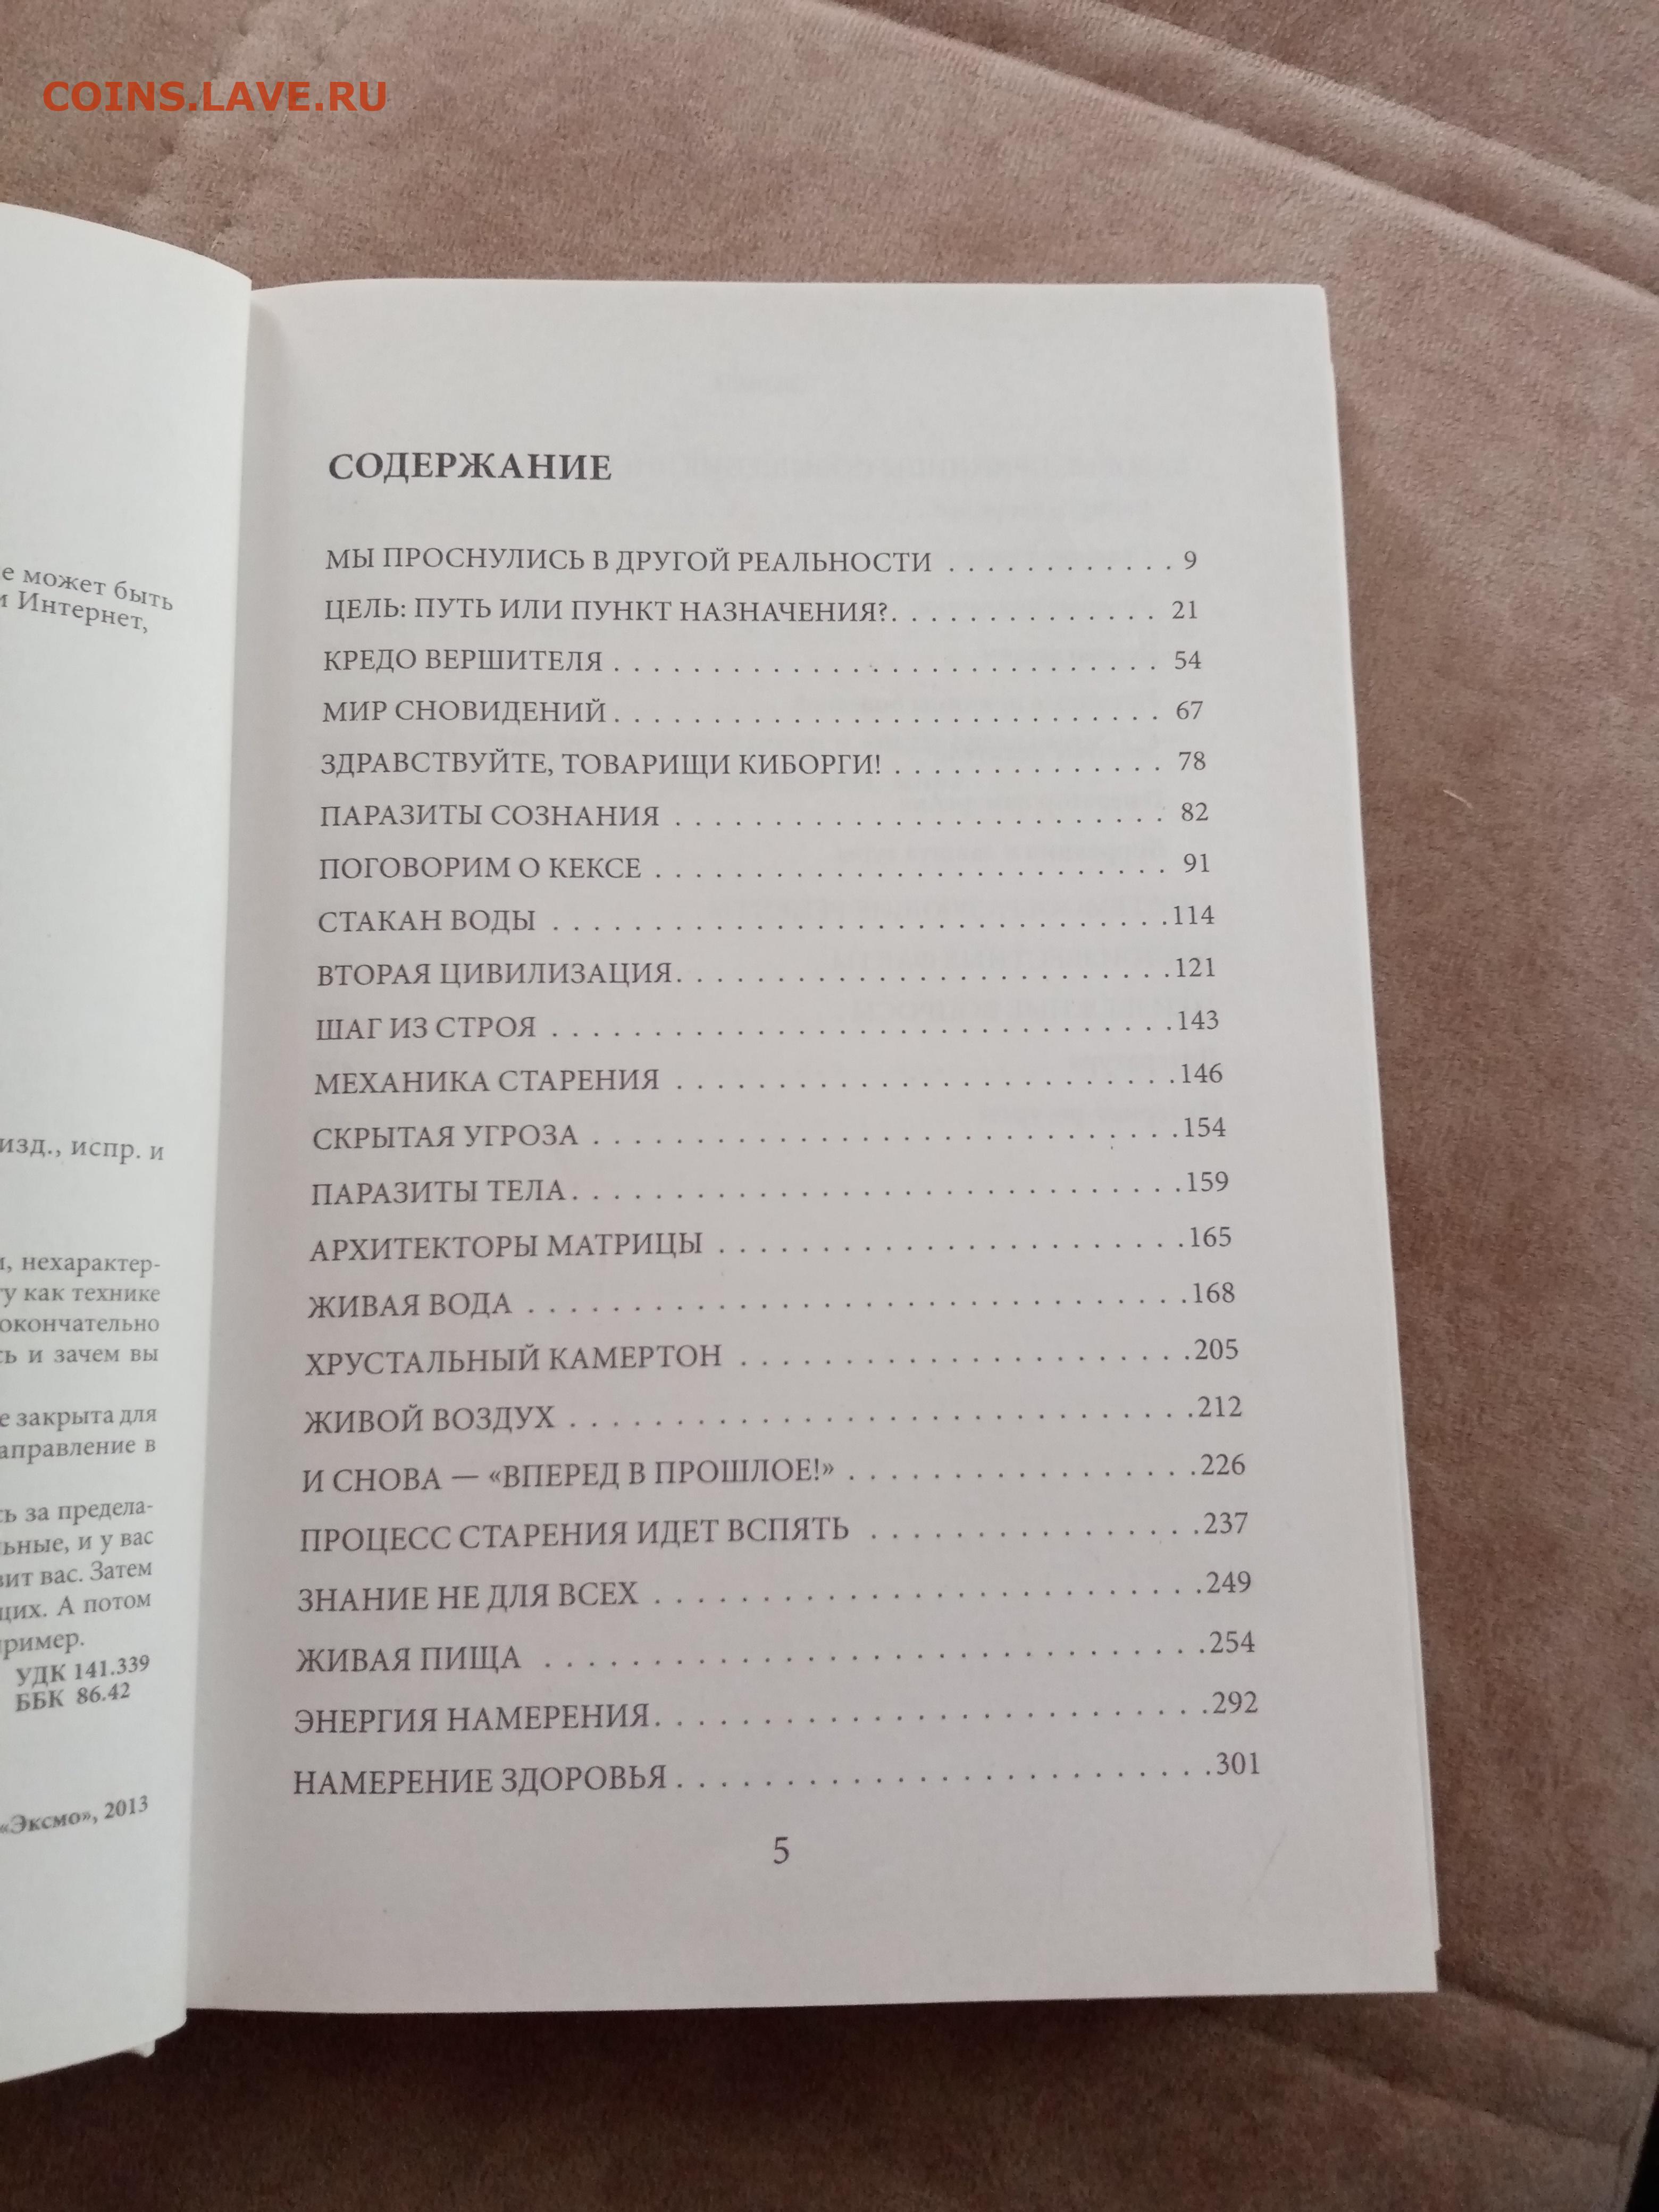 COINS.LAVE.RU
е может быть
и Интернет,
изд., испр. и
и, нехарактер-
у как технике
окончательно
сь и зачем вы
е закрыта для
аправление в
сь за предела-
льные, и у вас
вит вас. Затем
щих. А потом
пример.
УДК 141.339
ББК 86.42
«Эксмо», 2013
СОДЕРЖАНИЕ
МЫ ПРОСНУЛИСЬ В ДРУГОЙ РЕАЛЬНОСТИ . . . . . . . . . . . . 9
ЦЕЛЬ: ПУТЬ ИЛИ ПУНКТ НАЗНАЧЕНИЯ?. . . . . . . . . . . . . . 21
КРЕДО ВЕРШИТЕЛЯ . . . . . . . . . . . . . . . . . . . . . . . . . . . . . 54
МИР СНОВИДЕНИЙ . . . . . . . . . . . . . . . . . . . . . . . . . . . . . 67
ЗДРАВСТВУЙТЕ, ТОВАРИЩИ КИБОРГИ! . . . . . . . . . . . . . . 78
ПАРАЗИТЫ СОЗНАНИЯ . . . . . . . . . . . . . . . . . . . . . . . . . . 82
ПОГОВОРИМ О КЕКСЕ . . . . . . . . . . . . . . . . . . . . . . . . . . . 91
СТАКАН ВОДЫ . . . . . . . . . . . . . . . . . . . . . . . . . . . . . . . .114
ВТОРАЯ ЦИВИЛИЗАЦИЯ. . . . . . . . . . . . . . . . . . . . . . . . . .121
ШАГ ИЗ СТРОЯ . . . . . . . . . . . . . . . . . . . . . . . . . . . . . . . .143
МЕХАНИКА СТАРЕНИЯ . . . . . . . . . . . . . . . . . . . . . . . . . .146
СКРЫТАЯ УГРОЗА . . . . . . . . . . . . . . . . . . . . . . . . . . . . . .154
ПАРАЗИТЫ ТЕЛА. . . . . . . . . . . . . . . . . . . . . . . . . . . . . . .159
АРХИТЕКТОРЫ МАТРИЦЫ . . . . . . . . . . . . . . . . . . . . . . . .165
ЖИВАЯ ВОДА . . . . . . . . . . . . . . . . . . . . . . . . . . . . . . . . .168
ХРУСТАЛЬНЫЙ КАМЕРТОН . . . . . . . . . . . . . . . . . . . . . . .205
ЖИВОЙ ВОЗДУХ . . . . . . . . . . . . . . . . . . . . . . . . . . . . . . .212
И СНОВА — «ВПЕРЕД В ПРОШЛОЕ!» . . . . . . . . . . . . . . . . .226
ПРОЦЕСС СТАРЕНИЯ ИДЕТ ВСПЯТЬ . . . . . . . . . . . . . . . .237
ЗНАНИЕ НЕ ДЛЯ ВСЕХ . . . . . . . . . . . . . . . . . . . . . . . . . .249
ЖИВАЯ ПИЩА . . . . . . . . . . . . . . . . . . . . . . . . . . . . . . . .254
ЭНЕРГИЯ НАМЕРЕНИЯ. . . . . . . . . . . . . . . . . . . . . . . . . .292
НАМЕРЕНИЕ ЗДОРОВЬЯ . . . . . . . . . . . . . . . . . . . . . . . . .301
5